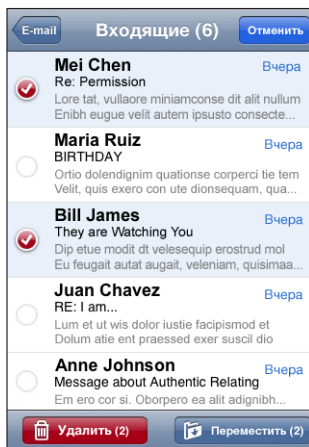 E-mail Входящие (6) Отменить
Mei Chen Вчера
Re: Permission
Lore tat, vullaore miniamconse dit alit nullum
Enibh eugue velit autem ipsusto consecte...
Maria Ruiz Вчера
BIRTHDAY
Ortio dolendignim quationse corperci tie tem
Velit, quis exero con ute dionsequam, qua...
Bill James Вчера
They are Watching You
Dip etue modit dt velesequip erostrud mol
Eu feugait autat augait, veleniam, quisimaa...
Juan Chavez Вчера
RE: I am...
Lum et ut wis dolor iustie facipismod et
Dolum atie ent praessed exer suscil dio
Anne Johnson Вчера
Message about Authentic Relating
Em ero cor si. Oborpero ea alit adignibh...
Удалить (2) Переместить (2)